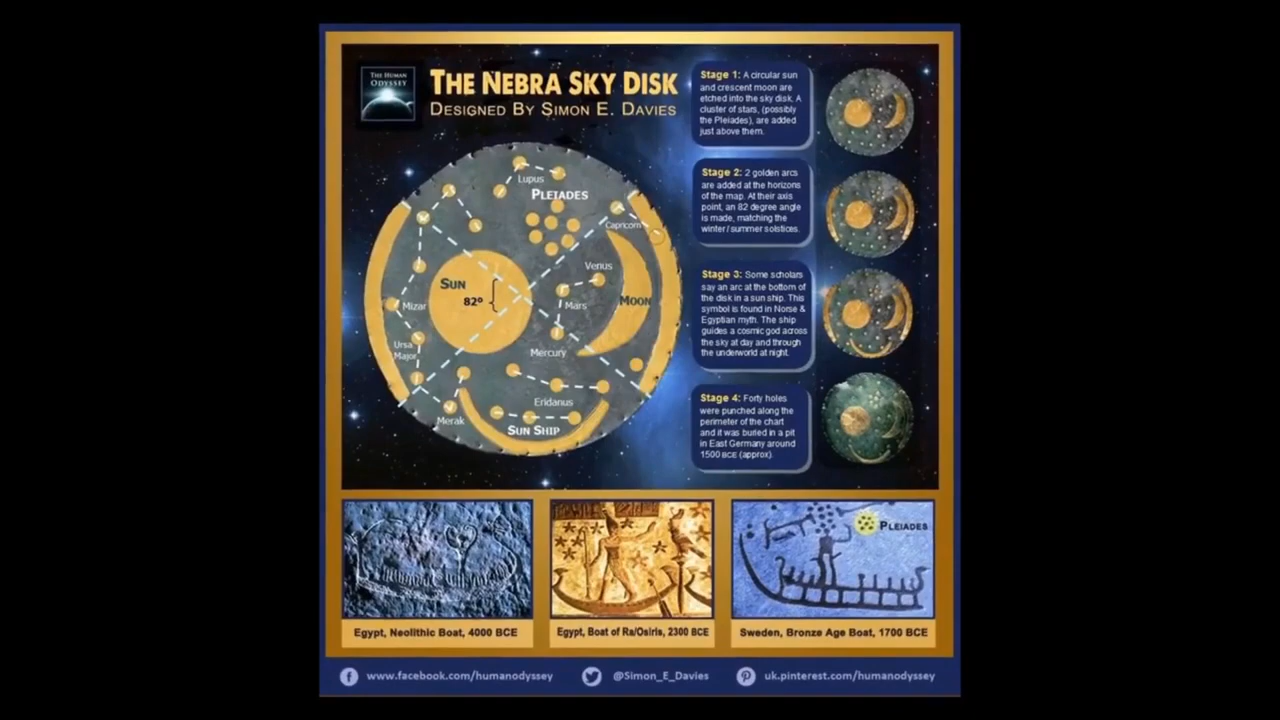 THE HUMAN
ODYSSEY
THE NEBRA SKY DISK
DESIGNED BY SIMON E. DAVIES
Lupus
PLEIADES
Capricorn
Venus
SUN
82º
MOON
Mizar
Mars
Ursa
Major
Mercury
Eridanus
Merak
SUN SHIP
Stage 1: A circular sun
and crescent moon are
etched into the sky disk. A
cluster of stars, (possibly
the Pleiades), are added
just above them.
Stage 2: 2 golden arcs
are added at the horizons
of the map. At their axis
point, an 82 degree angle
is made, matching the
winter/summer solstices.
Stage 3: Some scholars
say an arc at the bottom of
the disk in a sun ship. This
symbol is found in Norse &
Egyptian myth. The ship
guides a cosmic god across
the sky at day and through
the underworld at night.
Stage 4: Forty holes
were punched along the
perimeter of the chart
and it was buried in a pit
in East Germany around
1500 BCE (approx).
PLEIADES
Egypt, Neolithic Boat, 4000 BCE
Egypt, Boat of Ra/Osiris, 2300 BCE
Sweden, Bronze Age Boat, 1700 BCE
www.facebook.com/humanodyssey
@Simon_E_Davies
uk.pinterest.com/humanodyssey